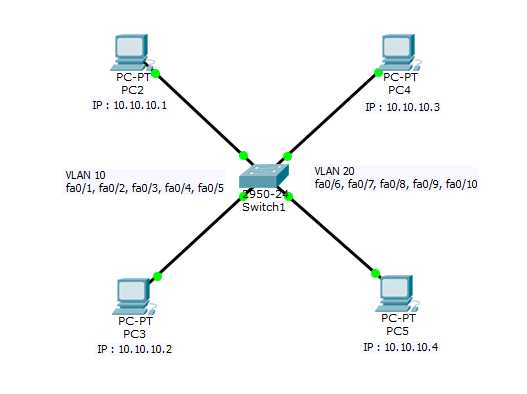 PC-PT
PC2
IP : 10.10.10.1
PC-PT
PC4
IP : 10.10.10.3
VLAN 10
fa0/1, fa0/2, fa0/3, fa0/4, fa0/5
2950-24
Switch1
VLAN 20
fa0/6, fa0/7, fa0/8, fa0/9, fa0/10
PC-PT
PC3
IP : 10.10.10.2
PC-PT
PC5
IP : 10.10.10.4